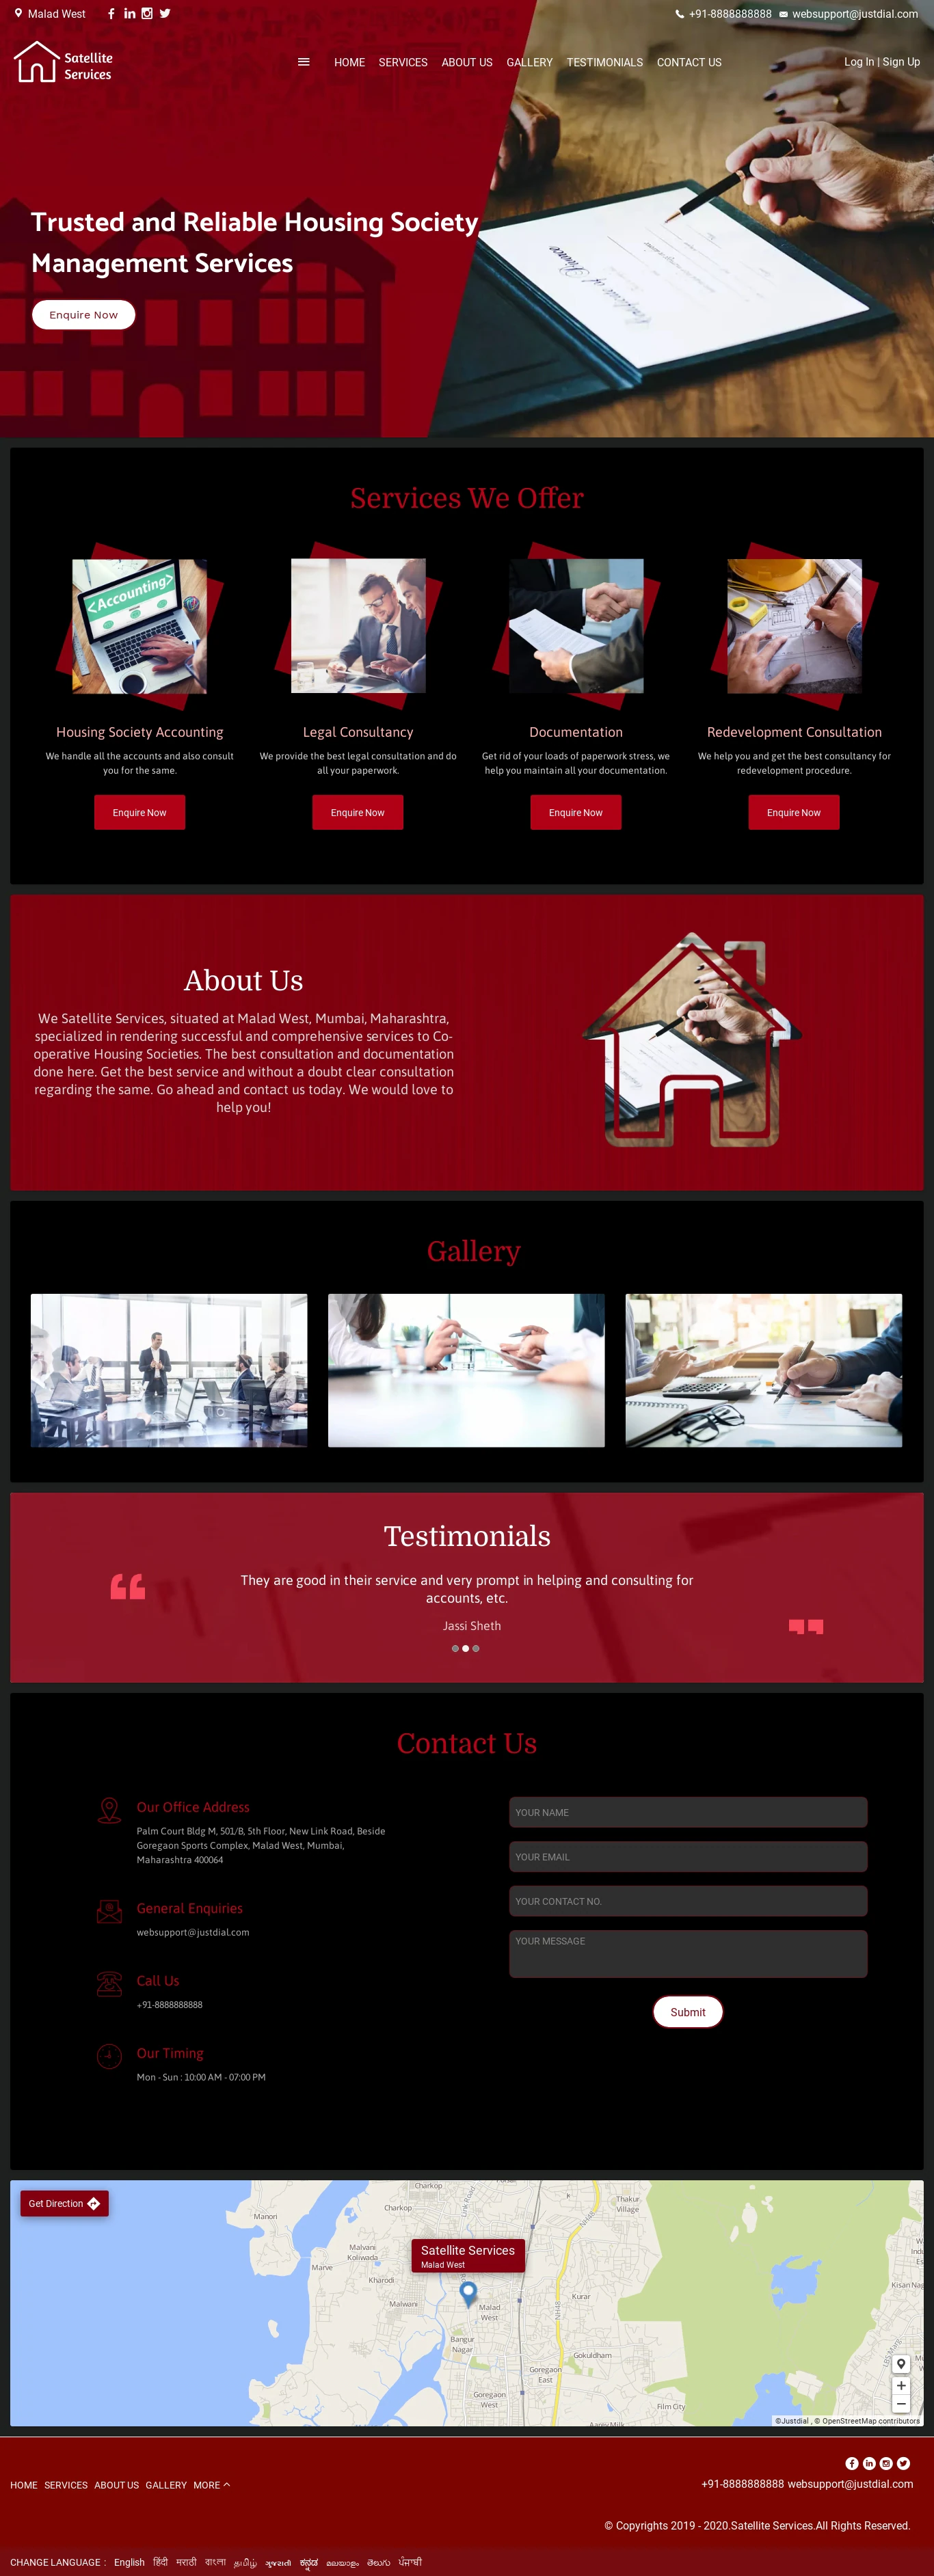 Malad West
+91-8888888888 websupport@justdial.com
Satellite
Services
HOME SERVICES ABOUT US GALLERY TESTIMONIALS CONTACT US
Log In | Sign Up
Trusted and Reliable Housing Society
Management Services
Enquire Now
Services We Offer
<Accounting>
Housing Society Accounting
We handle all the accounts and also consult
you for the same.
Enquire Now
Legal Consultancy
We provide the best legal consultation and do
all your paperwork.
Enquire Now
Documentation
Get rid of your loads of paperwork stress, we
help you maintain all your documentation.
Enquire Now
Redevelopment Consultation
We help you and get the best consultancy for
redevelopment procedure.
Enquire Now
About Us
We Satellite Services, situated at Malad West, Mumbai, Maharashtra,
specialized in rendering successful and comprehensive services to Co-
operative Housing Societies. The best consultation and documentation
done here. Get the best service and without a doubt clear consultation
regarding the same. Go ahead and contact us today. We would love to
help you!
Gallery
Testimonials
They are good in their service and very prompt in helping and consulting for
accounts, etc.
Jassi Sheth
Contact Us
Our Office Address
Palm Court Bldg M, 501/B, 5th Floor, New Link Road, Beside
Goregaon Sports Complex, Malad West, Mumbai,
Maharashtra 400064
General Enquiries
websupport@justdial.com
Call Us
+91-8888888888
Our Timing
Mon - Sun : 10:00 AM - 07:00 PM
YOUR NAME
YOUR EMAIL
YOUR CONTACT NO.
YOUR MESSAGE
Submit
Get Direction
Charkop
Charkop
Link Road
Manori
Thakur
Village
NH48
Malvani
Koliwada
Satellite Services
Malad West
Marve
Kharodi
Malwani
Malad
West
Kurar
NH48
Kisan Nagar
Bangur
Nagar
Gokuldham
Goregaon
East
LBS Marg
Goregaon
West
Film City
Aarey Milk
©Justdial , © OpenStreetMap contributors
HOME SERVICES ABOUT US GALLERY MORE
+91-8888888888 websupport@justdial.com
© Copyrights 2019 - 2020.Satellite Services.All Rights Reserved.
CHANGE LANGUAGE : English हिंदी मराठी বাংলা தமிழ் ગુજરાતી ಕನ್ನಡ മലയാളം తెలుగు ਪੰਜਾਬੀ